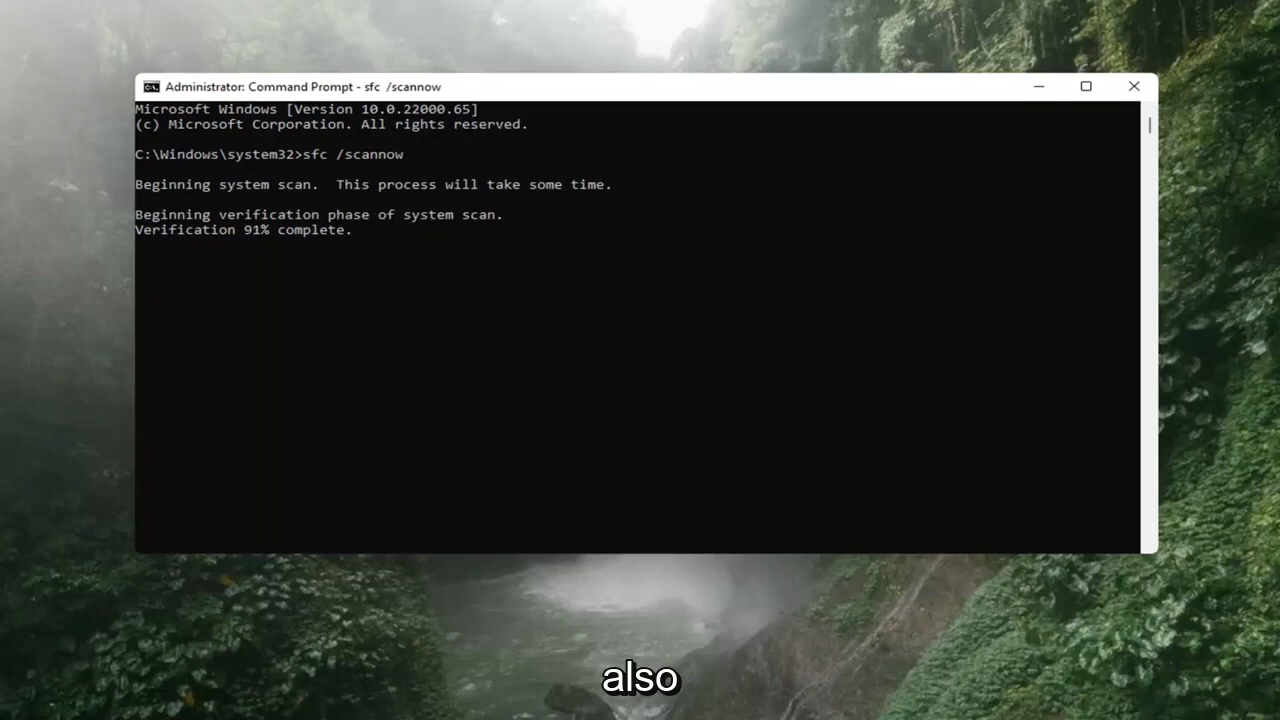 Administrator: Command Prompt - sfc /scannow
Microsoft Windows [Version 10.0.22000.65]
(c) Microsoft Corporation. All rights reserved.
C:\Windows\system32>sfc /scannow
Beginning system scan.  This process will take some time.
Beginning verification phase of system scan.
Verification 91% complete.
also